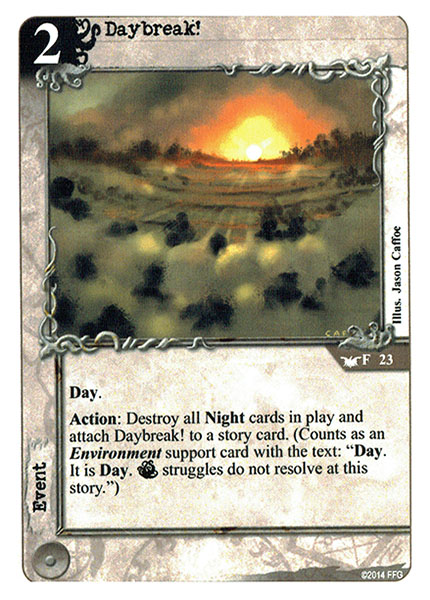 2
Daybreak!
Illus. Jason Caffoe
CAF
F 23
Day.
Action: Destroy all Night cards in play and
attach Daybreak! to a story card. (Counts as an
Environment support card with the text: “Day.
It is Day. struggles do not resolve at this
story.”)
Event
©2014 FFG